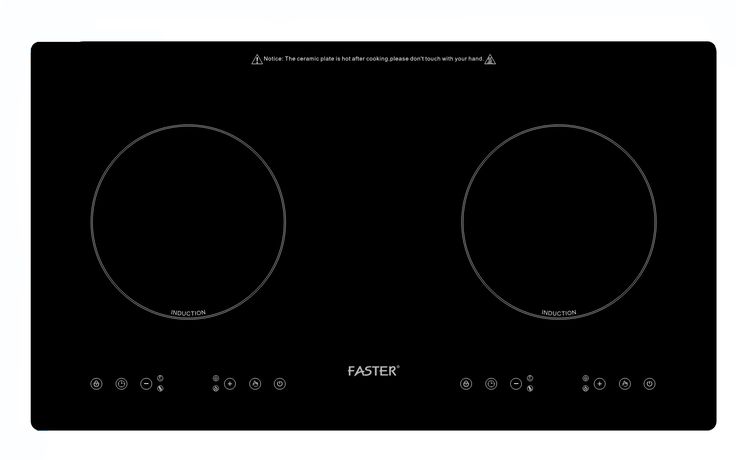 Notice: The ceramic plate is hot after cooking,please don't touch with your hand.
INDUCTION
INDUCTION
FASTER®